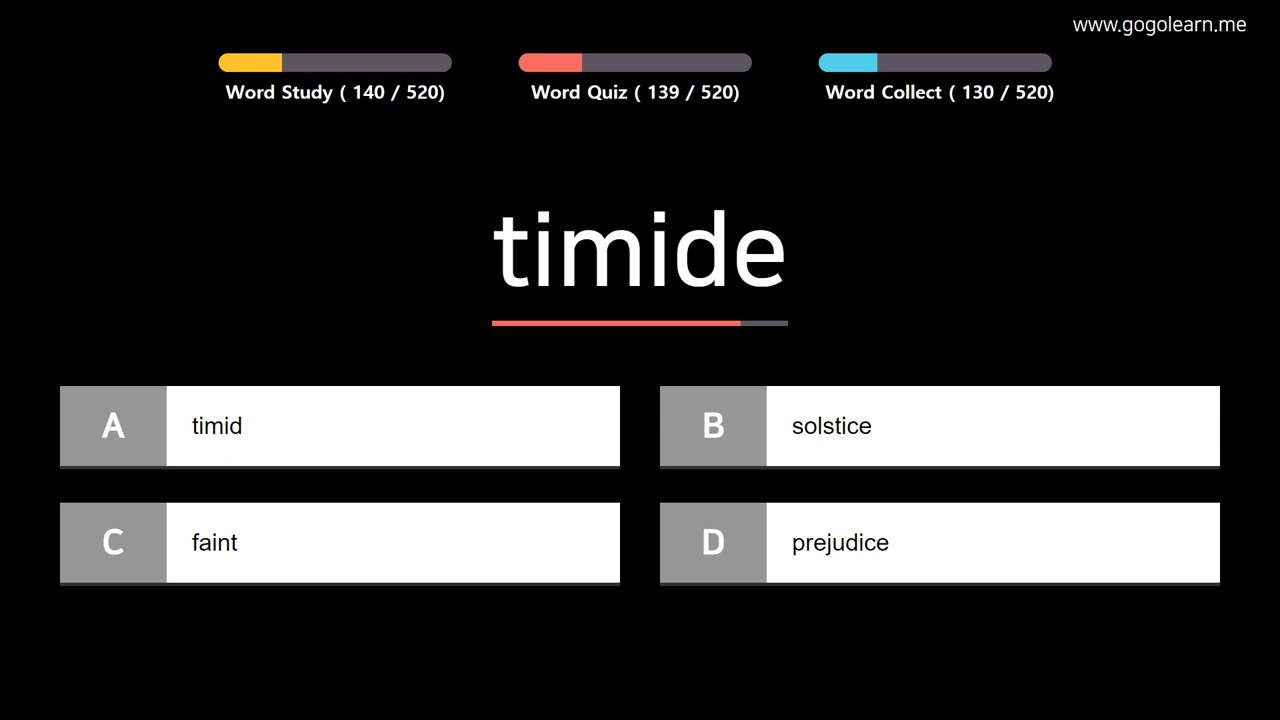 www.gogolearn.me
Word Study ( 140 / 520)
Word Quiz ( 139 / 520)
Word Collect ( 130 / 520)
timide
A timid
B solstice
C faint
D prejudice